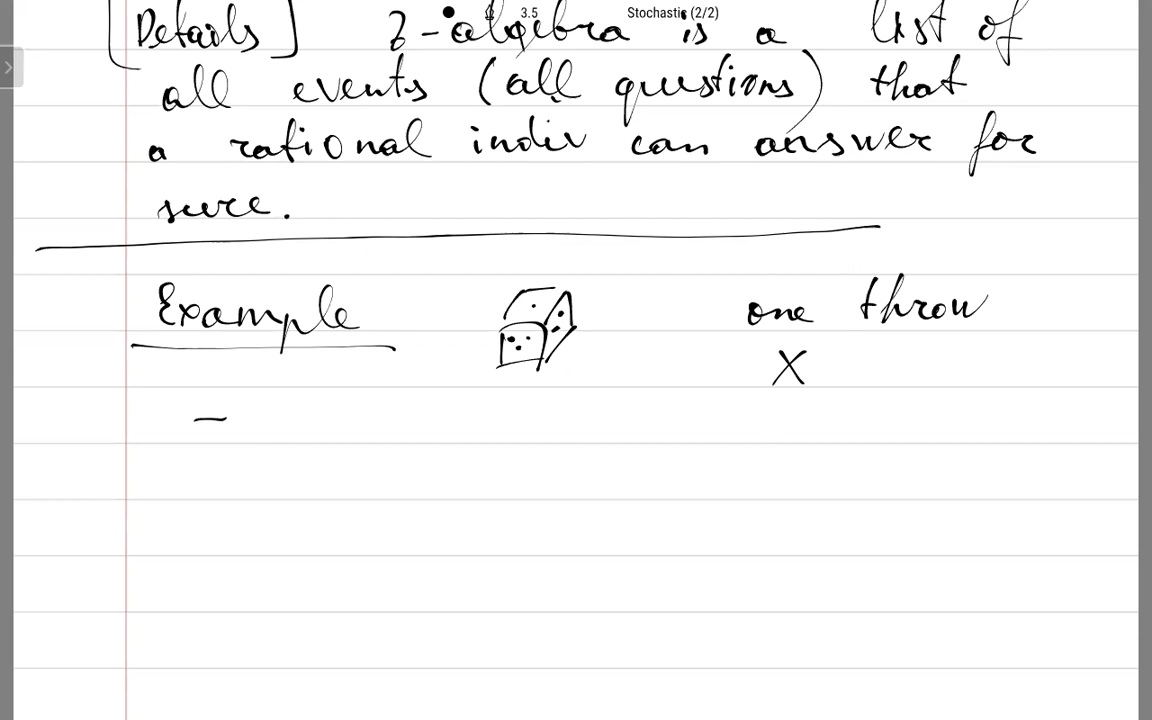 3.5 Stochastic (2/2)
[Details] Z-algebra is a list of
all events (all questions) that
a rational indiv can answer for
sure.
Example one throw
X
—